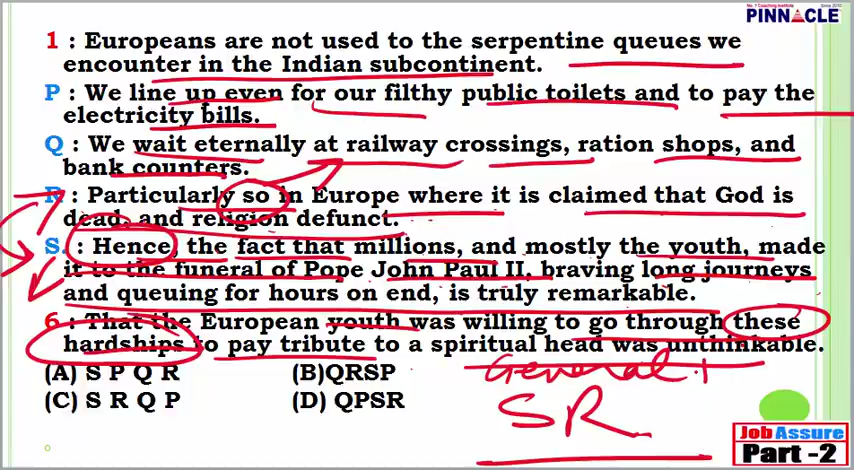 No. 1 Coaching Institute Since 2010
PINNACLE
1 : Europeans are not used to the serpentine queues we
encounter in the Indian subcontinent.
P : We line up even for our filthy public toilets and to pay the
electricity bills.
Q : We wait eternally at railway crossings, ration shops, and
bank counters.
R : Particularly so in Europe where it is claimed that God is
dead, and religion defunct.
S. : Hence, the fact that millions, and mostly the youth, made
it to the funeral of Pope John Paul II, braving long journeys
and queuing for hours on end, is truly remarkable.
6 : That the European youth was willing to go through these
hardships to pay tribute to a spiritual head was unthinkable.
(A) S P Q R (B)QRSP
General +
(C) S R Q P (D) QPSR
SR
Job Assure
Part -2